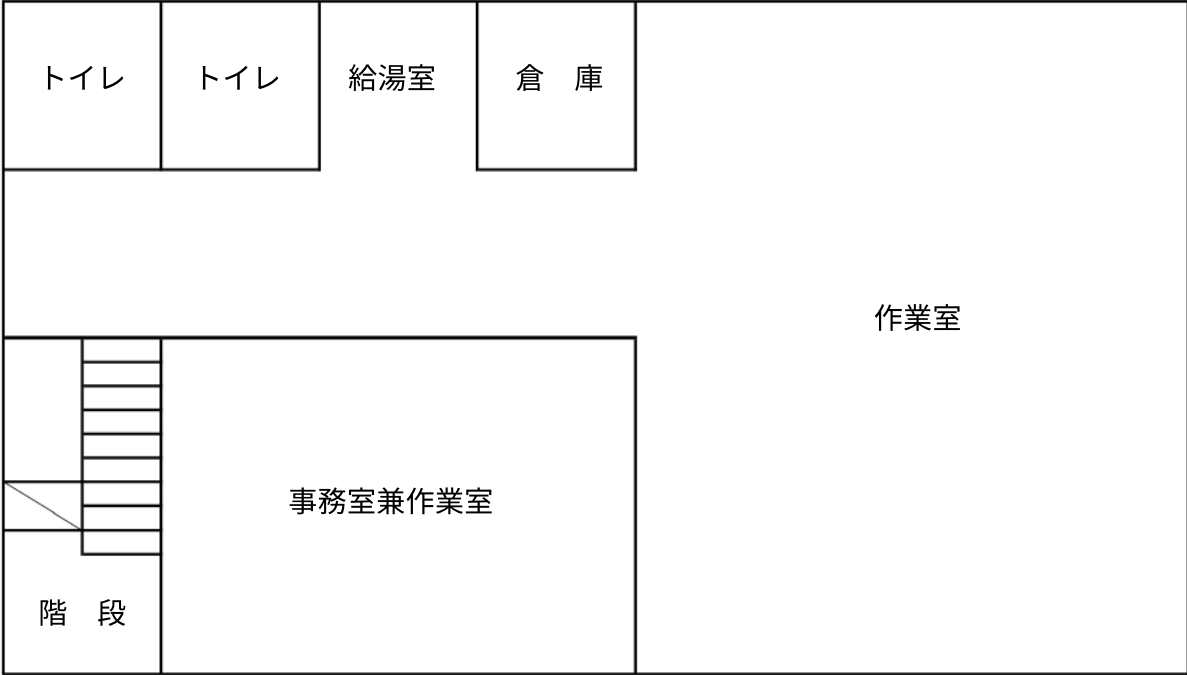 トイレ
トイレ
給湯室
倉　庫
作業室
事務室兼作業室
階　段